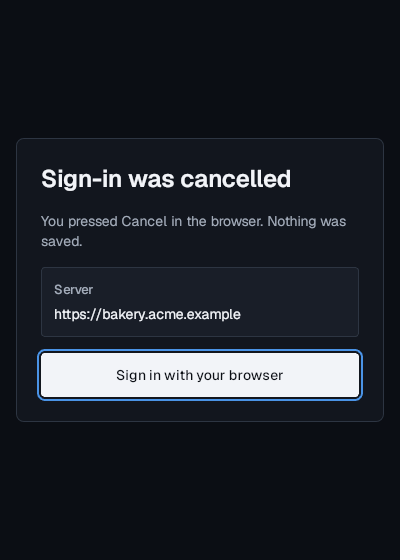 Sign-in was cancelled
You pressed Cancel in the browser. Nothing was
saved.
Server
https://bakery.acme.example
Sign in with your browser